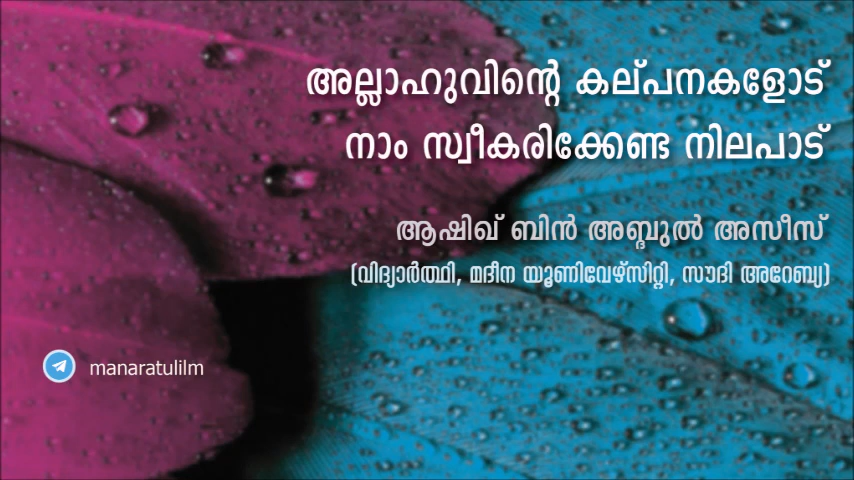 അല്ലാഹുവിന്റെ കല്പനകളോട്
നാം സ്വീകരിക്കേണ്ട നിലപാട്
ആഷിഖ് ബിൻ അബ്ദുൽ അസീസ്
(വിദ്യാർത്ഥി, മദീന യൂണിവേഴ്സിറ്റി, സൗദി അറേബ്യ)
manaratulilm